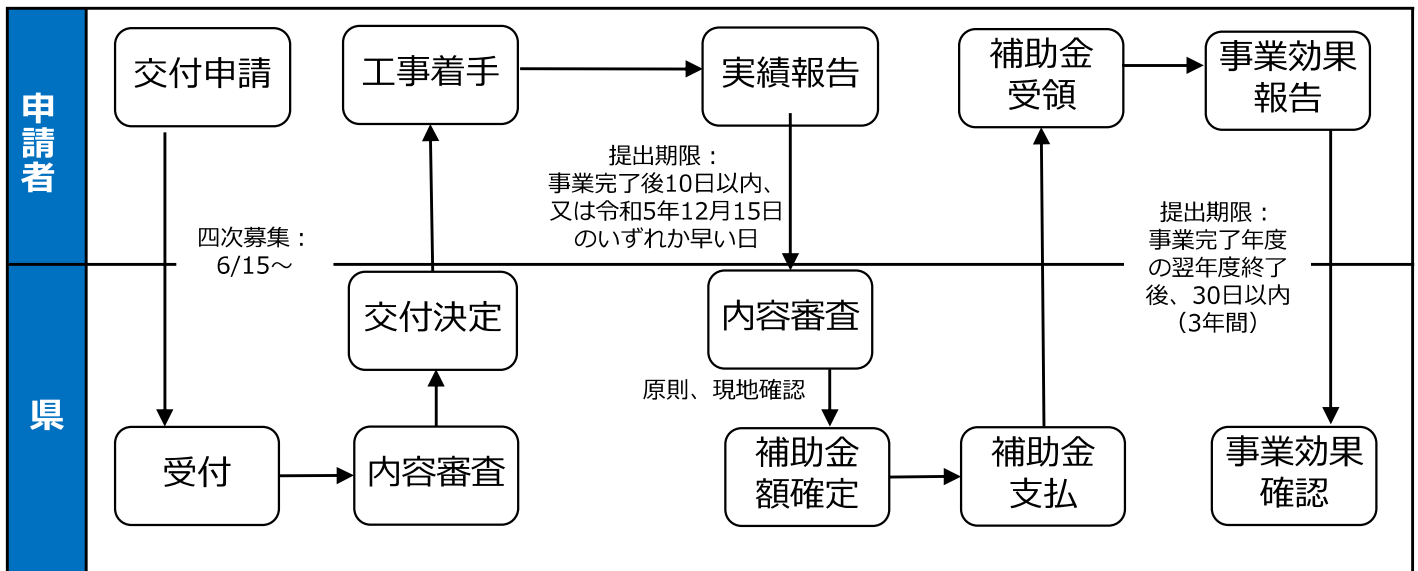 申請者
交付申請
工事着手
実績報告
補助金
受領
事業効果
報告
四次募集：
6/15～
提出期限：
事業完了後10日以内、
又は令和5年12月15日
のいずれか早い日
提出期限：
事業完了年度
の翌年度終了
後、30日以内
（3年間）
県
交付決定
内容審査
原則、現地確認
受付
内容審査
補助金
額確定
補助金
支払
事業効果
確認